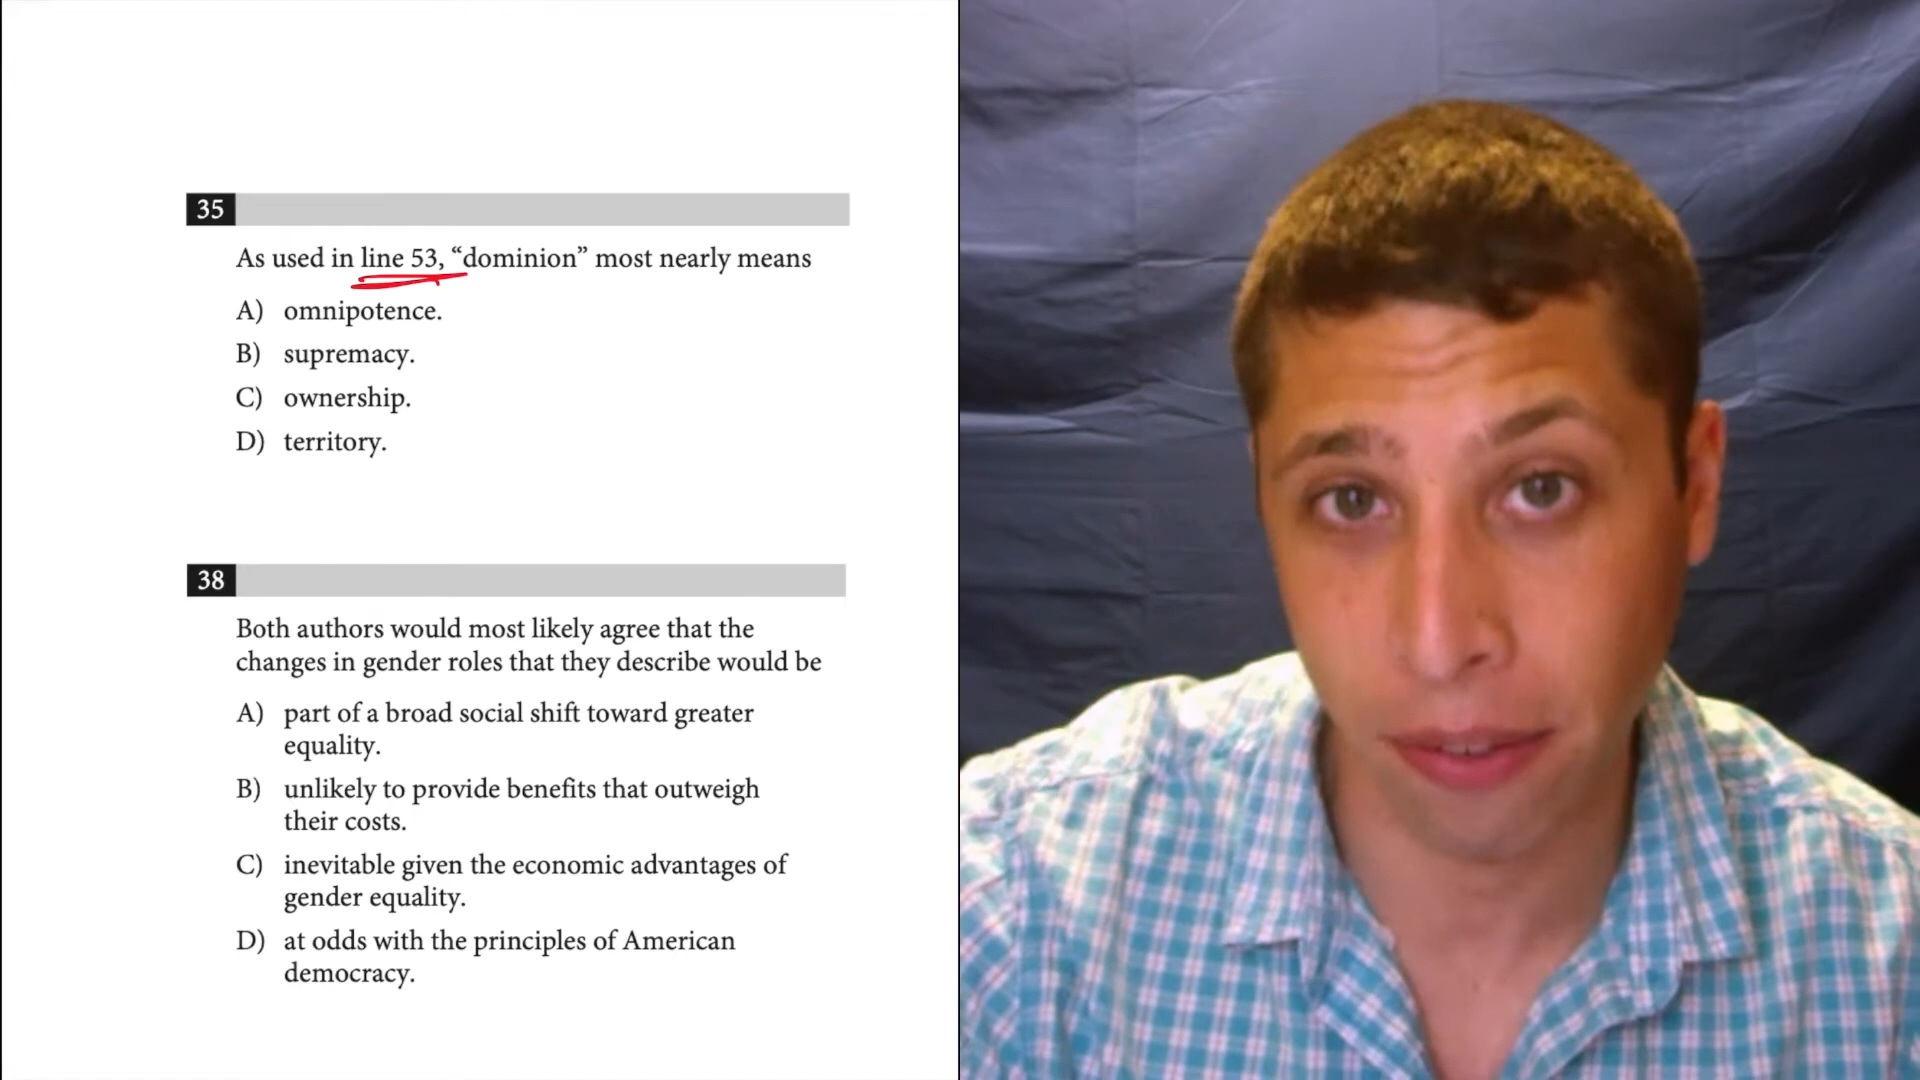 35
As used in line 53, “dominion” most nearly means
A) omnipotence.
B) supremacy.
C) ownership.
D) territory.
38
Both authors would most likely agree that the
changes in gender roles that they describe would be
A) part of a broad social shift toward greater
equality.
B) unlikely to provide benefits that outweigh
their costs.
C) inevitable given the economic advantages of
gender equality.
D) at odds with the principles of American
democracy.